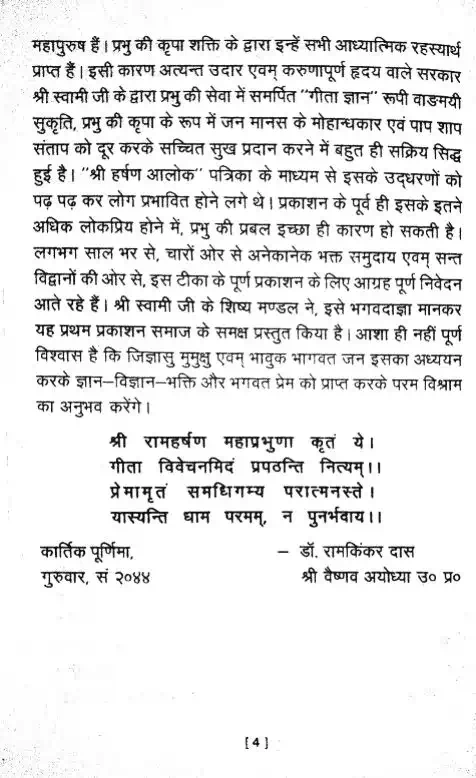 महापुरुष हैं। प्रभु की कृपा शक्ति के द्वारा इन्हें सभी आध्यात्मिक रहस्यार्थ
प्राप्त हैं। इसी कारण अत्यन्त उदार एवम् करुणापूर्ण हृदय वाले सरकार
श्री स्वामी जी के द्वारा प्रभु की सेवा में समर्पित "गीता ज्ञान" रूपी वाङमयी
सुकृति, प्रभु की कृपा के रूप में जन मानस के मोहान्धकार एवं पाप शाप
संताप को दूर करके सच्चित सुख प्रदान करने में बहुत ही सक्रिय सिद्ध
हुई है। "श्री हर्षण आलोक" पत्रिका के माध्यम से इसके उद्धरणों को
पढ़ पढ़ कर लोग प्रभावित होने लगे थे। प्रकाशन के पूर्व ही इसके इतने
अधिक लोकप्रिय होने में, प्रभु की प्रबल इच्छा ही कारण हो सकती है।
लगभग साल भर से, चारों ओर से अनेकानेक भक्त समुदाय एवम् सन्त
विद्वानों की ओर से, इस टीका के पूर्ण प्रकाशन के लिए आग्रह पूर्ण निवेदन
आते रहे हैं। श्री स्वामी जी के शिष्य मण्डल ने, इसे भगवदाज्ञा मानकर
यह प्रथम प्रकाशन समाज के समक्ष प्रस्तुत किया है। आशा ही नहीं पूर्ण
विश्वास है कि जिज्ञासु मुमुक्षु एवम् भावुक भागवत जन इसका अध्ययन
करके ज्ञान–विज्ञान–भक्ति और भगवत प्रेम को प्राप्त करके परम विश्राम
का अनुभव करेंगे।
श्री रामहर्षण महाप्रभुणा कृतं ये।
गीता विवेचनमिदं प्रपठन्ति नित्यम्।।
प्रेमामृतं समधिगम्य परात्मनस्ते।
यास्यन्ति धाम परमम्, न पुनर्भवाय।।
कार्तिक पूर्णिमा, – डॉ. रामकिंकर दास
गुरुवार, सं २०४४ श्री वैष्णव अयोध्या उ० प्र०
[4]